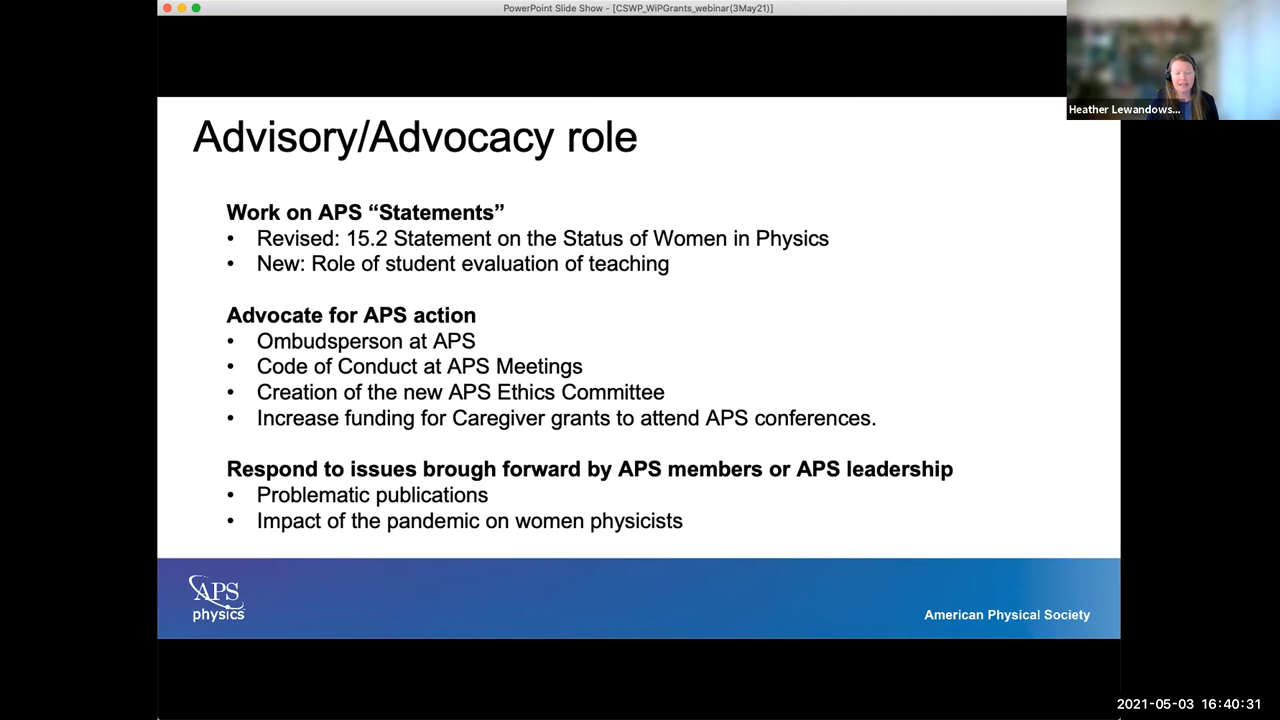 PowerPoint Slide Show - [CSWP_WiPGrants_webinar(3May21)]
Heather Lewandows...
Advisory/Advocacy role
Work on APS “Statements”
• Revised: 15.2 Statement on the Status of Women in Physics
• New: Role of student evaluation of teaching
Advocate for APS action
• Ombudsperson at APS
• Code of Conduct at APS Meetings
• Creation of the new APS Ethics Committee
• Increase funding for Caregiver grants to attend APS conferences.
Respond to issues brough forward by APS members or APS leadership
• Problematic publications
• Impact of the pandemic on women physicists
APS
physics
American Physical Society
2021-05-03 16:40:31